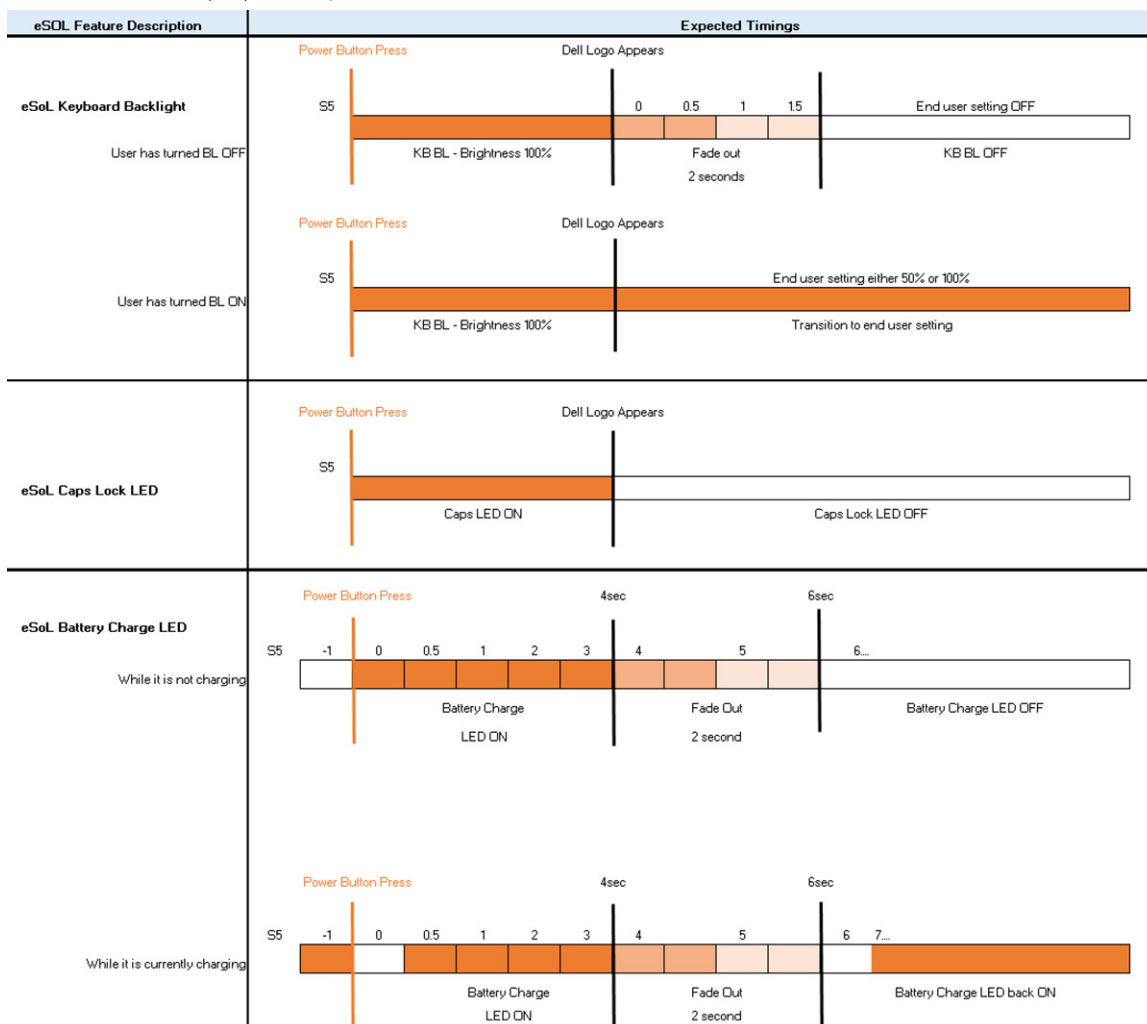 eSOL Feature Description
Expected Timings
Power Button Press
Dell Logo Appears
eSoL Keyboard Backlight
S5
0 0.5 1 1.5
End user setting OFF
User has turned BL OFF
KB BL - Brightness 100%
Fade out
KB BL OFF
2 seconds
Power Button Press
Dell Logo Appears
S5
End user setting either 50% or 100%
User has turned BL ON
KB BL - Brightness 100%
Transition to end user setting
Power Button Press
Dell Logo Appears
S5
eSoL Caps Lock LED
Caps LED ON
Caps Lock LED OFF
Power Button Press
4sec
6sec
eSoL Battery Charge LED
S5 -1 0 0.5 1 2 3 4 5 6....
While it is not charging
Battery Charge
Fade Out
Battery Charge LED OFF
LED ON
2 second
Power Button Press
4sec
6sec
S5 -1 0 0.5 1 2 3 4 5 6 7....
While it is currently charging
Battery Charge
Fade Out
Battery Charge LED back ON
LED ON
2 second